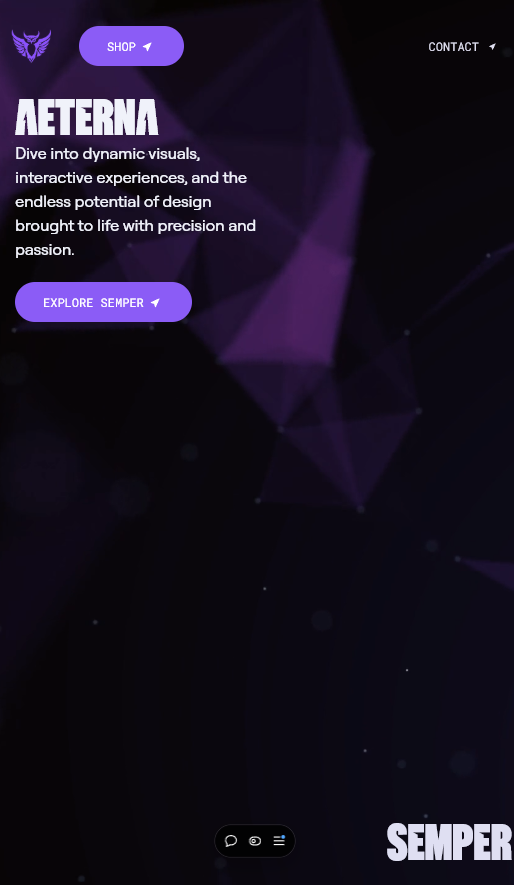 SHOP
CONTACT
AETERNA
Dive into dynamic visuals,
interactive experiences, and the
endless potential of design
brought to life with precision and
passion.
EXPLORE SEMPER
SEMPER